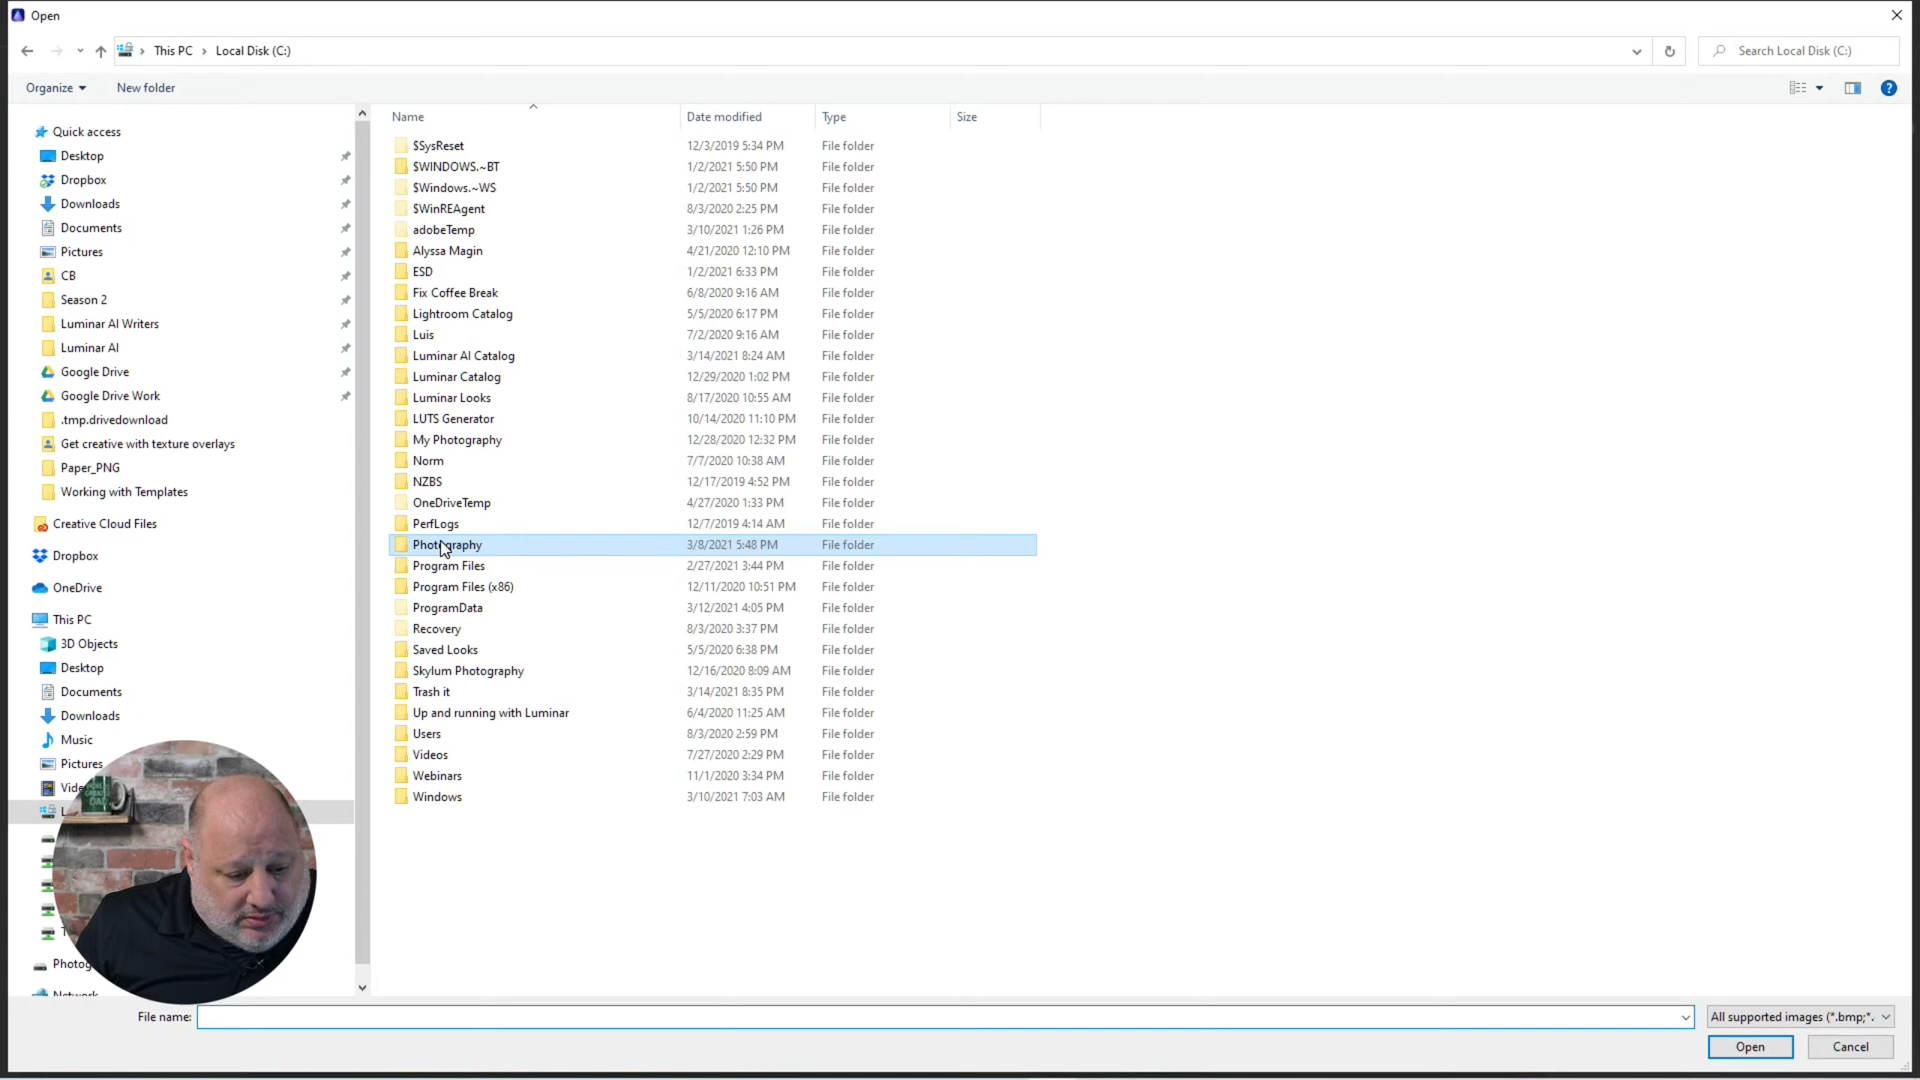 Open
This PC > Local Disk (C:)
Search Local Disk (C:)
Organize
New folder
Name
Date modified
Type
Size
Quick access
Desktop
Dropbox
Downloads
Documents
Pictures
CB
Season 2
Luminar AI Writers
Luminar AI
Google Drive
Google Drive Work
.tmp.drivedownload
Get creative with texture overlays
Paper_PNG
Working with Templates
Creative Cloud Files
Dropbox
OneDrive
This PC
3D Objects
Desktop
Documents
Downloads
Music
Pictures
Network
$SysReset 12/3/2019 5:34 PM File folder
$WINDOWS.~BT 1/2/2021 5:50 PM File folder
$Windows.~WS 1/2/2021 5:50 PM File folder
$WinREAgent 8/3/2020 2:25 PM File folder
adobeTemp 3/10/2021 1:26 PM File folder
Alyssa Magin 4/21/2020 12:10 PM File folder
ESD 1/2/2021 6:33 PM File folder
Fix Coffee Break 6/8/2020 9:16 AM File folder
Lightroom Catalog 5/5/2020 6:17 PM File folder
Luis 7/2/2020 9:16 AM File folder
Luminar AI Catalog 3/14/2021 8:24 AM File folder
Luminar Catalog 12/29/2020 1:02 PM File folder
Luminar Looks 8/17/2020 10:55 AM File folder
LUTS Generator 10/14/2020 11:10 PM File folder
My Photography 12/28/2020 12:32 PM File folder
Norm 7/7/2020 10:38 AM File folder
NZBS 12/17/2019 4:52 PM File folder
OneDriveTemp 4/27/2020 1:33 PM File folder
PerfLogs 12/7/2019 4:14 AM File folder
Photography 3/8/2021 5:48 PM File folder
Program Files 2/27/2021 3:44 PM File folder
Program Files (x86) 12/11/2020 10:51 PM File folder
ProgramData 3/12/2021 4:05 PM File folder
Recovery 8/3/2020 3:37 PM File folder
Saved Looks 5/5/2020 6:38 PM File folder
Skylum Photography 12/16/2020 8:09 AM File folder
Trash it 3/14/2021 8:35 PM File folder
Up and running with Luminar 6/4/2020 11:25 AM File folder
Users 8/3/2020 2:59 PM File folder
Videos 7/27/2020 2:29 PM File folder
Webinars 11/1/2020 3:34 PM File folder
Windows 3/10/2021 7:03 AM File folder
File name:
All supported images (*.bmp;*.
Open
Cancel